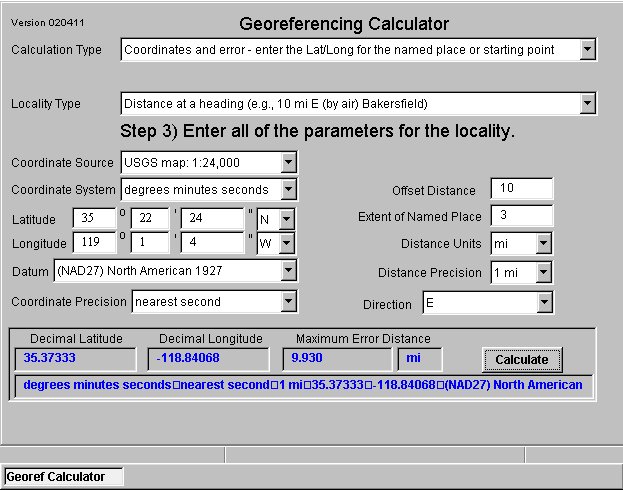 Version 020411 Georeferencing Calculator
Calculation Type Coordinates and error - enter the Lat/Long for the named place or starting point
Locality Type Distance at a heading (e.g., 10 mi E (by air) Bakersfield)
Step 3) Enter all of the parameters for the locality.
Coordinate Source USGS map: 1:24,000
Coordinate System degrees minutes seconds Offset Distance 10
Latitude 35 o 22 ' 24 " N Extent of Named Place 3
Longitude 119 o 1 ' 4 " W Distance Units mi
Datum (NAD27) North American 1927 Distance Precision 1 mi
Coordinate Precision nearest second Direction E
Decimal Latitude Decimal Longitude Maximum Error Distance
35.37333 -118.84068 9.930 mi Calculate
degrees minutes seconds□nearest second□1 mi□35.37333□-118.84068□(NAD27) North American
Georef Calculator